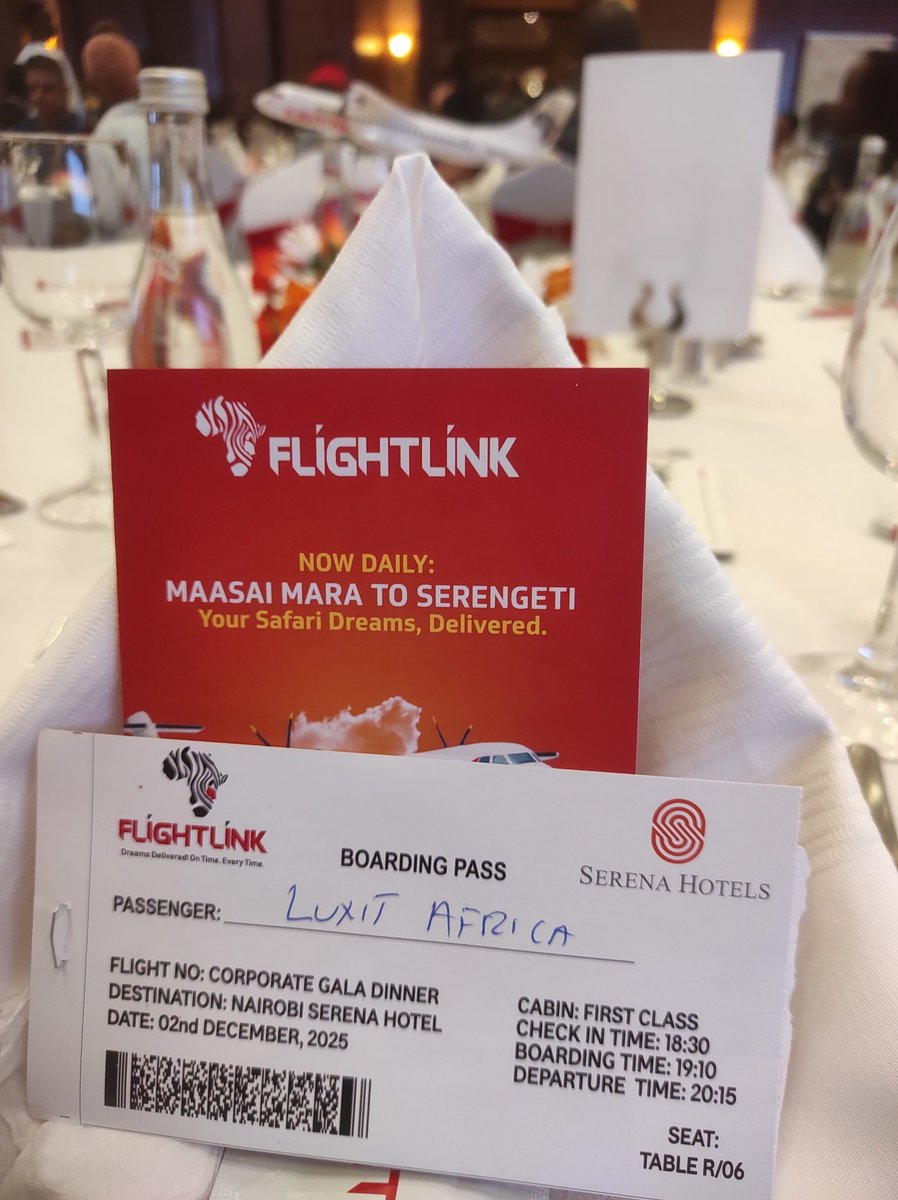 FLIGHTLINK
NOW DAILY:
MAASAI MARA TO SERENGETI
Your Safari Dreams, Delivered.
FLIGHTLINK
Dreams Delivered! On Time. Every Time.
BOARDING PASS
SERENA HOTELS
PASSENGER: LUXIT AFRICA
FLIGHT NO: CORPORATE GALA DINNER
DESTINATION: NAIROBI SERENA HOTEL
DATE: 02nd DECEMBER, 2025
CABIN: FIRST CLASS
CHECK IN TIME: 18:30
BOARDING TIME: 19:10
DEPARTURE TIME: 20:15
SEAT:
TABLE R/06